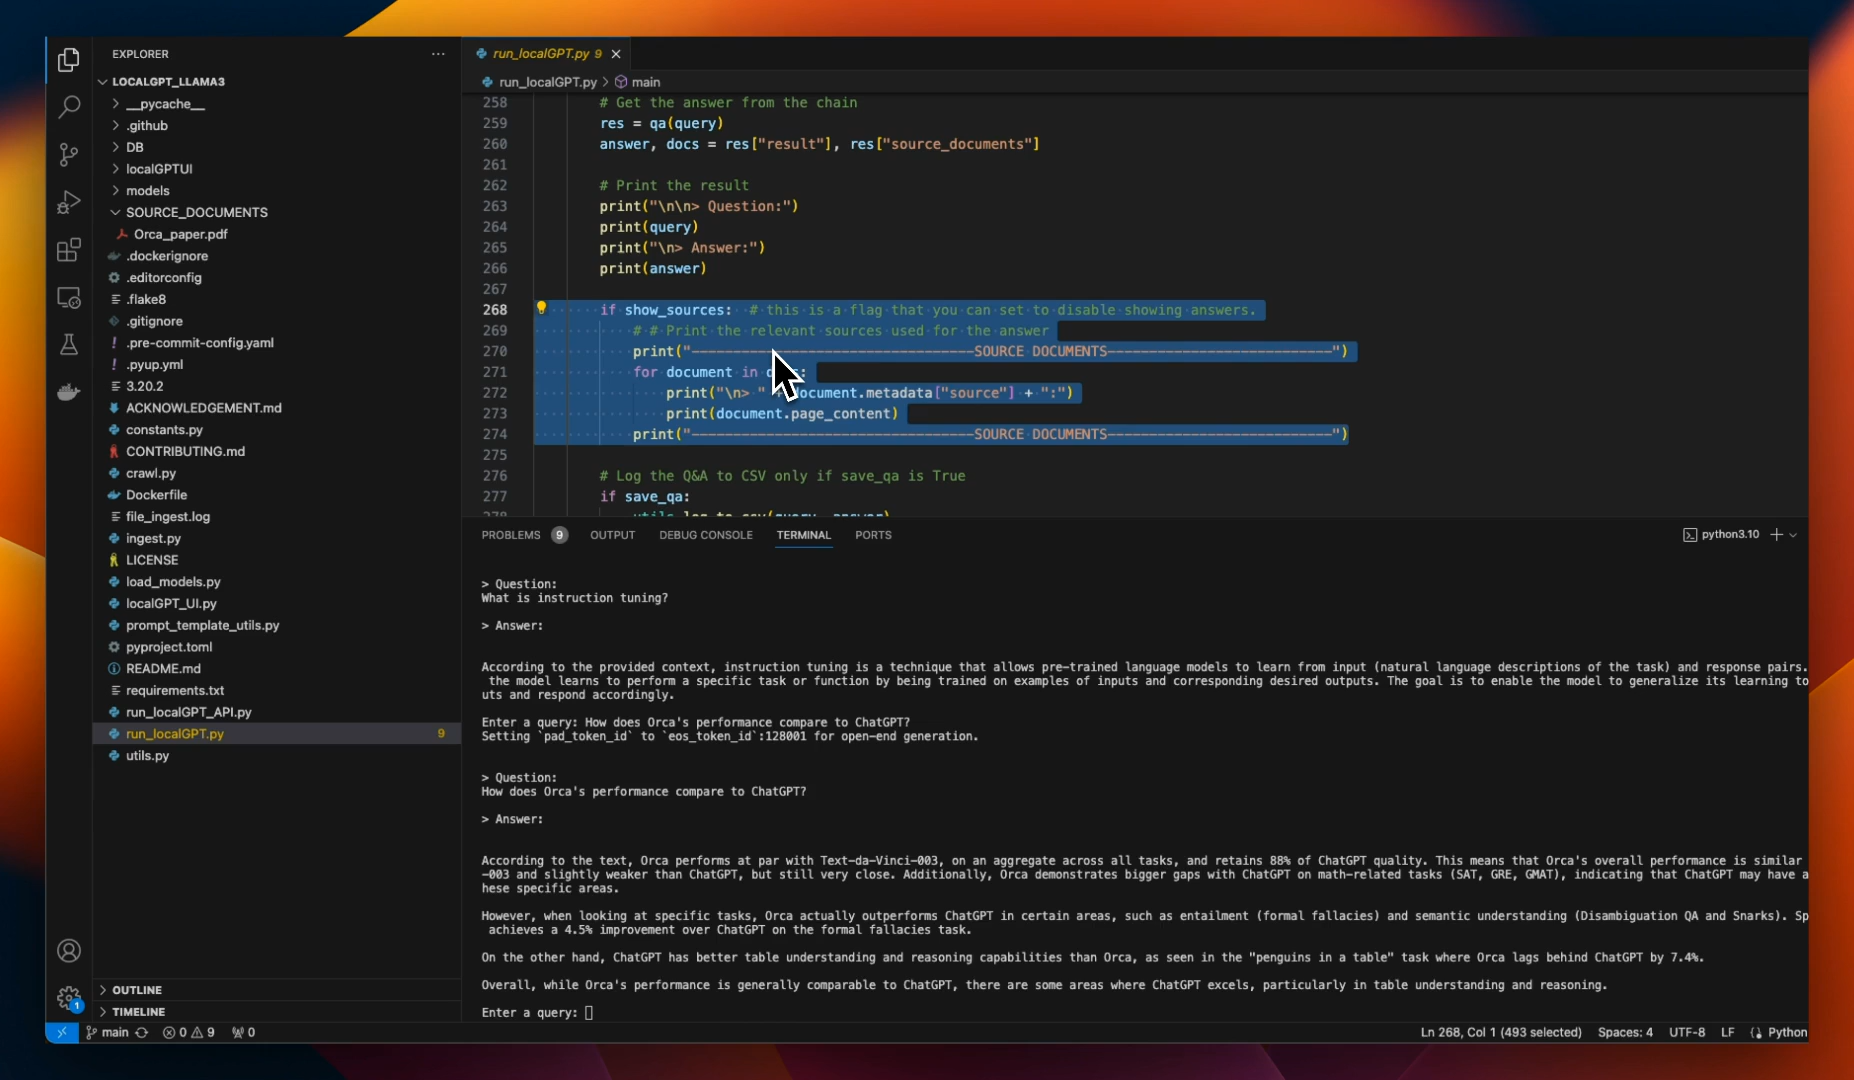 EXPLORER
LOCALGPT_LLAMA3
__pycache__
.github
DB
localGPTUI
models
SOURCE_DOCUMENTS
Orca_paper.pdf
.dockerignore
.editorconfig
.flake8
.gitignore
.pre-commit-config.yaml
.pyup.yml
3.20.2
ACKNOWLEDGEMENT.md
constants.py
CONTRIBUTING.md
crawl.py
Dockerfile
file_ingest.log
ingest.py
LICENSE
load_models.py
localGPT_UI.py
prompt_template_utils.py
pyproject.toml
README.md
requirements.txt
run_localGPT_API.py
run_localGPT.py 9
utils.py
OUTLINE
TIMELINE
run_localGPT.py 9
run_localGPT.py > main
258 # Get the answer from the chain
259 res = qa(query)
260 answer, docs = res["result"], res["source_documents"]
261
262 # Print the result
263 print("\n\n> Question:")
264 print(query)
265 print("\n> Answer:")
266 print(answer)
267
268 if show_sources: # this is a flag that you can set to disable showing answers.
269 # # Print the relevant sources used for the answer
270 print("----------------------------------SOURCE DOCUMENTS---------------------------")
271 for document in
272 print("\n> " + document.metadata["source"] + ":")
273 print(document.page_content)
274 print("----------------------------------SOURCE DOCUMENTS---------------------------")
275
276 # Log the Q&A to CSV only if save_qa is True
277 if save_qa:
278 utils.log_to_csv(query, answer)
PROBLEMS 9 OUTPUT DEBUG CONSOLE TERMINAL PORTS python3.10
> Question:
What is instruction tuning?
> Answer:
According to the provided context, instruction tuning is a technique that allows pre-trained language models to learn from input (natural language descriptions of the task) and response pairs.
the model learns to perform a specific task or function by being trained on examples of inputs and corresponding desired outputs. The goal is to enable the model to generalize its learning to
uts and respond accordingly.
Enter a query: How does Orca's performance compare to ChatGPT?
Setting `pad_token_id` to `eos_token_id`:128001 for open-end generation.
> Question:
How does Orca's performance compare to ChatGPT?
> Answer:
According to the text, Orca performs at par with Text-da-Vinci-003, on an aggregate across all tasks, and retains 88% of ChatGPT quality. This means that Orca's overall performance is similar
-003 and slightly weaker than ChatGPT, but still very close. Additionally, Orca demonstrates bigger gaps with ChatGPT on math-related tasks (SAT, GRE, GMAT), indicating that ChatGPT may have a
hese specific areas.
However, when looking at specific tasks, Orca actually outperforms ChatGPT in certain areas, such as entailment (formal fallacies) and semantic understanding (Disambiguation QA and Snarks). Sp
achieves a 4.5% improvement over ChatGPT on the formal fallacies task.
On the other hand, ChatGPT has better table understanding and reasoning capabilities than Orca, as seen in the "penguins in a table" task where Orca lags behind ChatGPT by 7.4%.
Overall, while Orca's performance is generally comparable to ChatGPT, there are some areas where ChatGPT excels, particularly in table understanding and reasoning.
Enter a query:
1
main 0 9 0 Ln 268, Col 1 (493 selected) Spaces: 4 UTF-8 LF Python